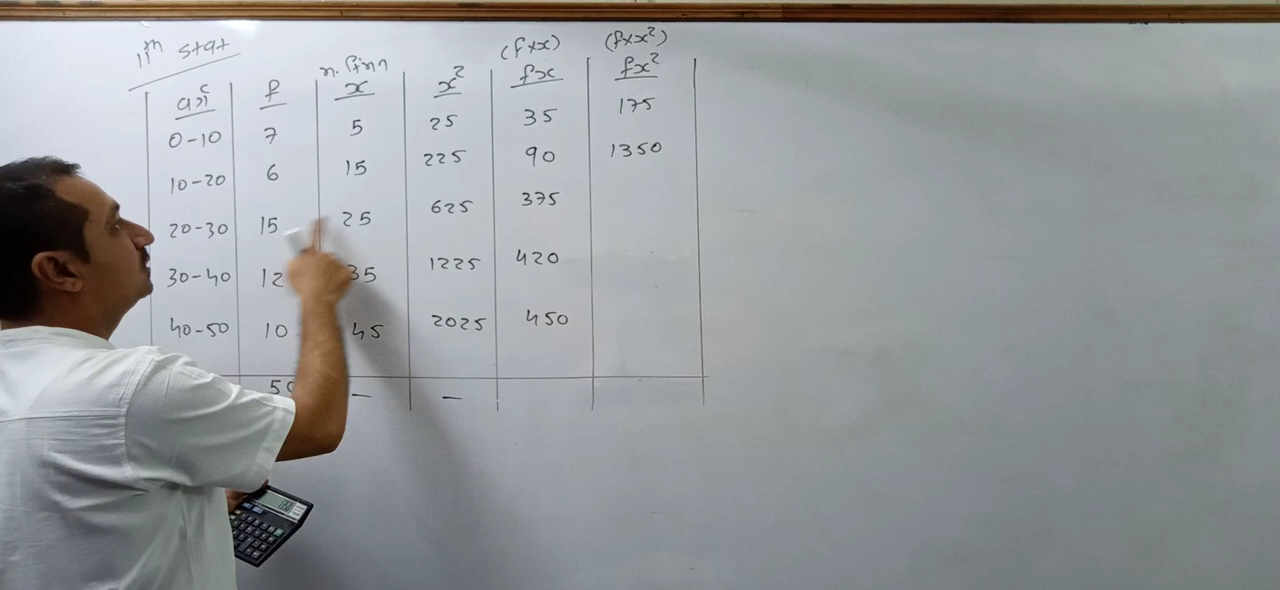 11th stat
(f×x) (f×x²)
f x x² fx fx²
0-10 7 5 25 35 175
10-20 6 15 225 90 1350
20-30 15 25 625 375
30-40 12 35 1225 420
40-50 10 45 2025 450
50 — —